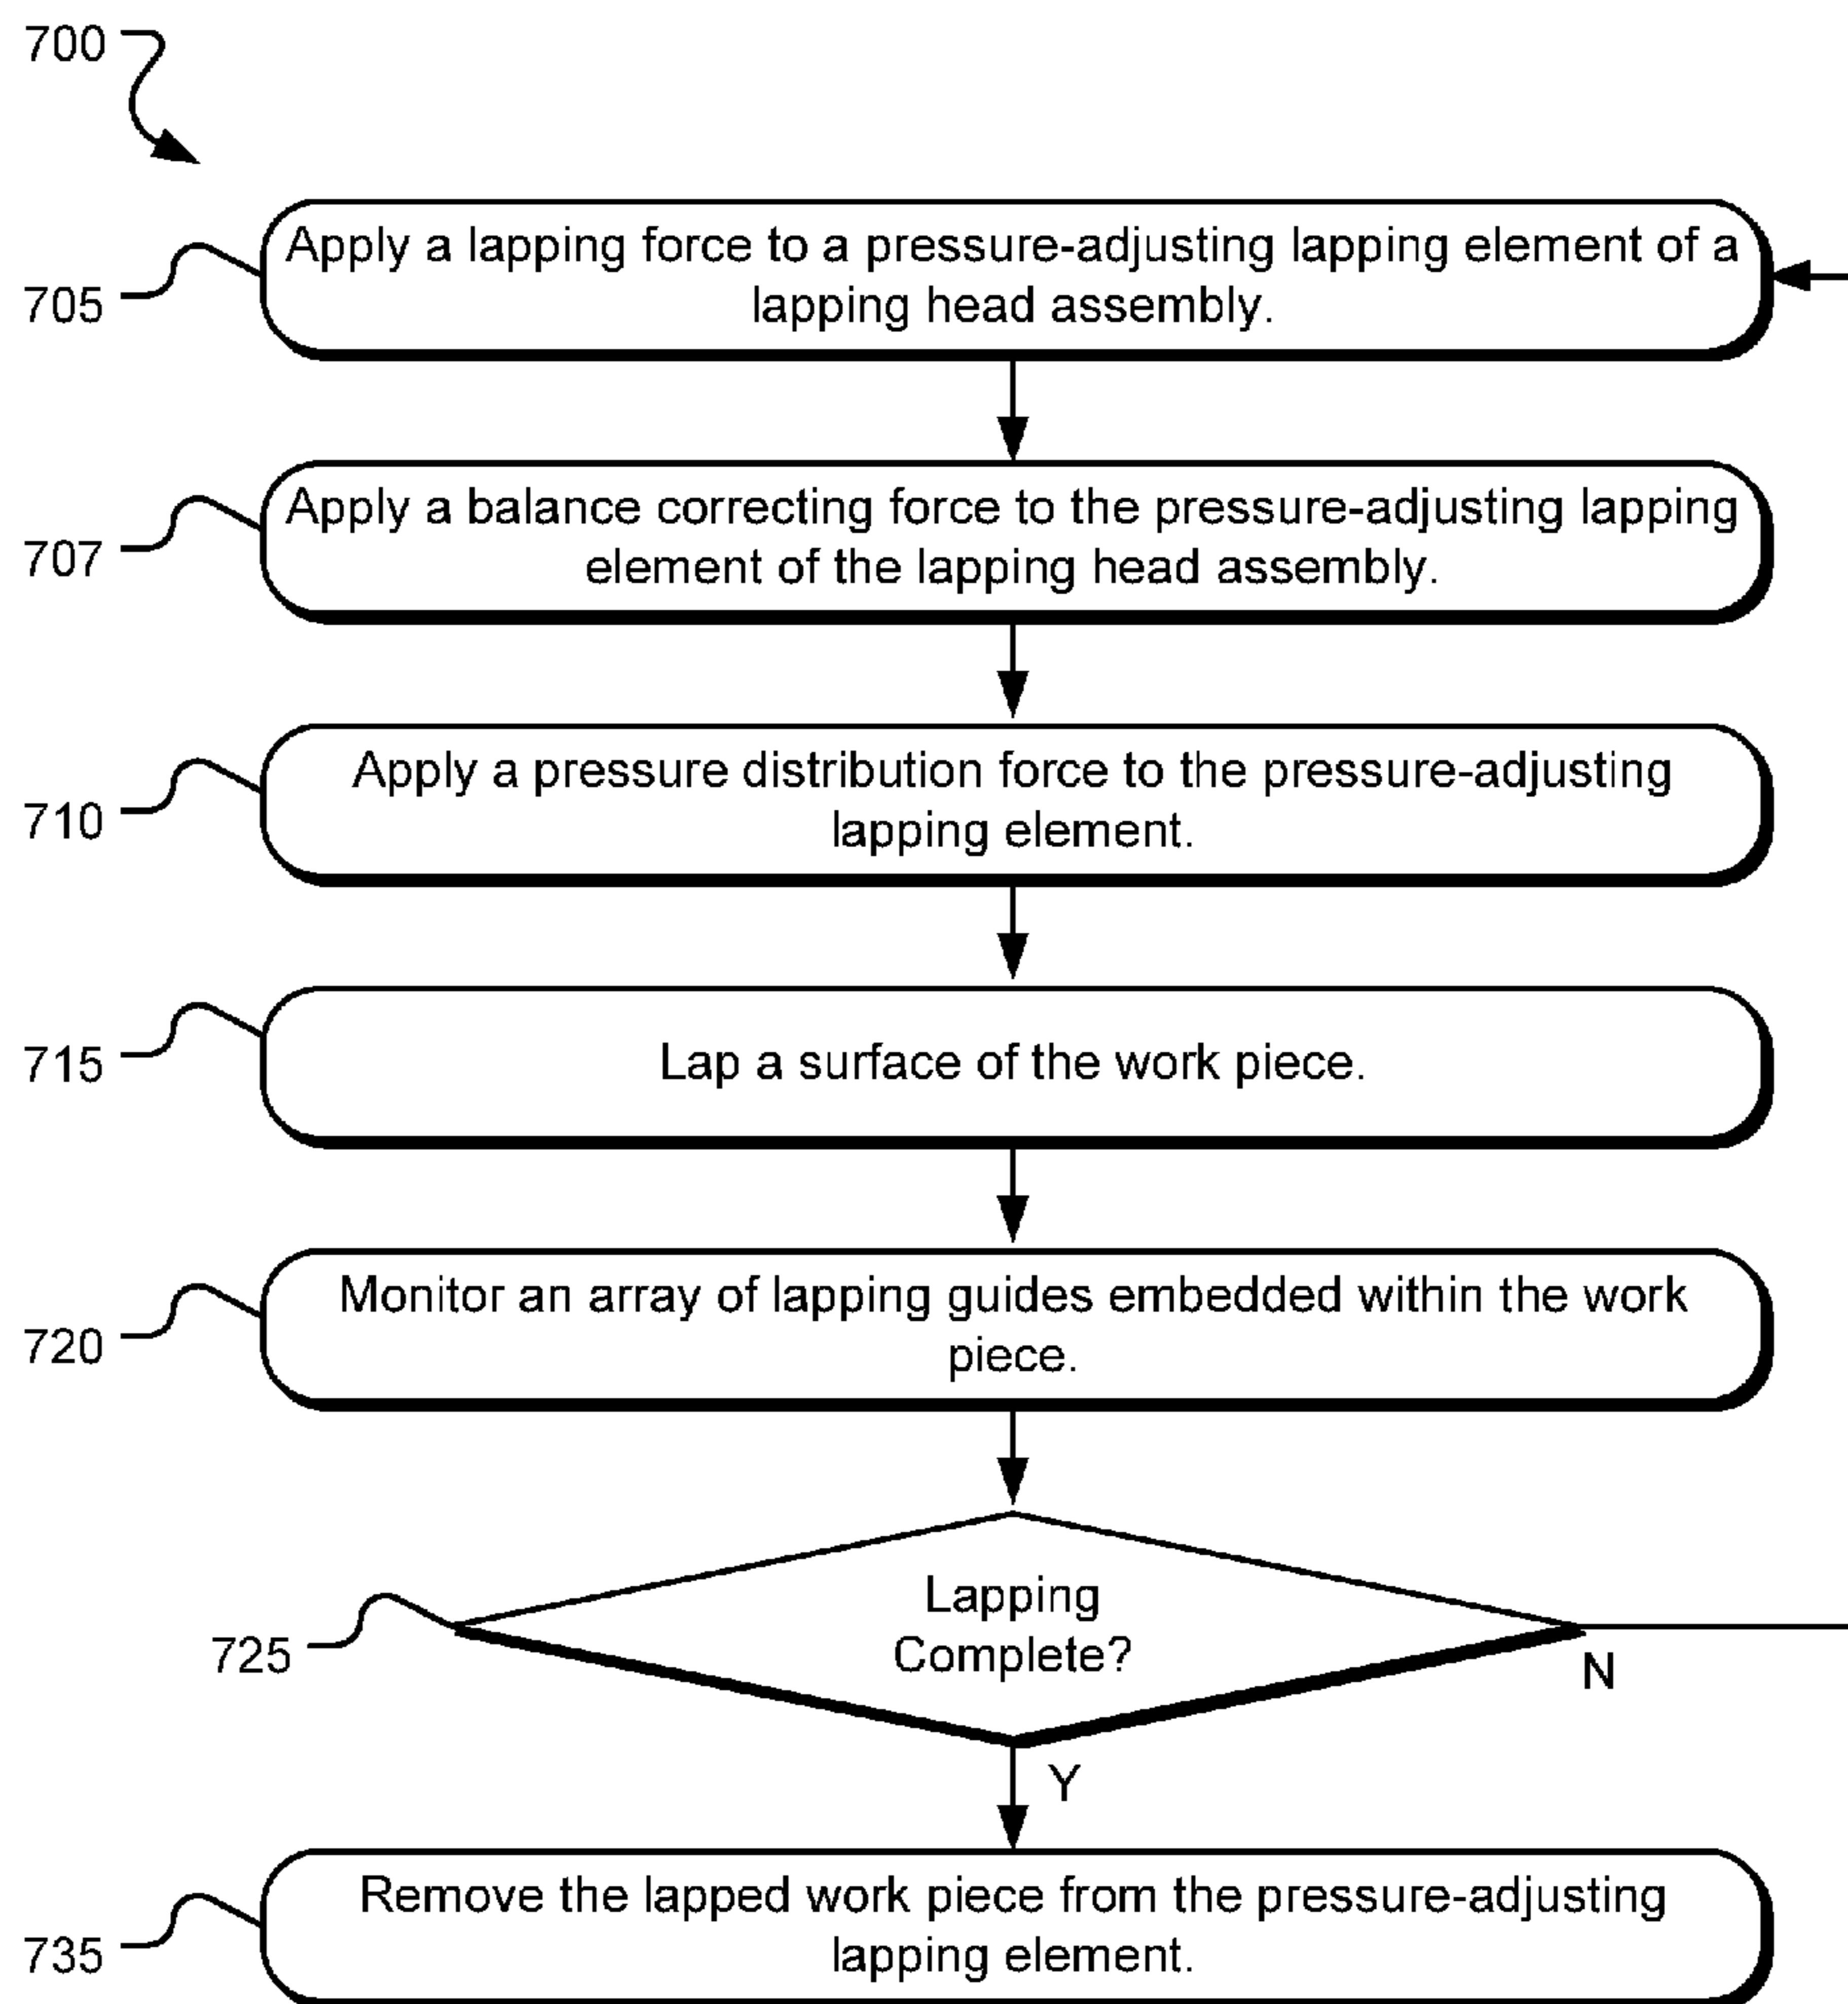 700
705
Apply a lapping force to a pressure-adjusting lapping element of a
lapping head assembly.
707
Apply a balance correcting force to the pressure-adjusting lapping
element of the lapping head assembly.
710
Apply a pressure distribution force to the pressure-adjusting
lapping element.
715
Lap a surface of the work piece.
720
Monitor an array of lapping guides embedded within the work
piece.
725
Lapping
Complete?
N
Y
735
Remove the lapped work piece from the pressure-adjusting
lapping element.